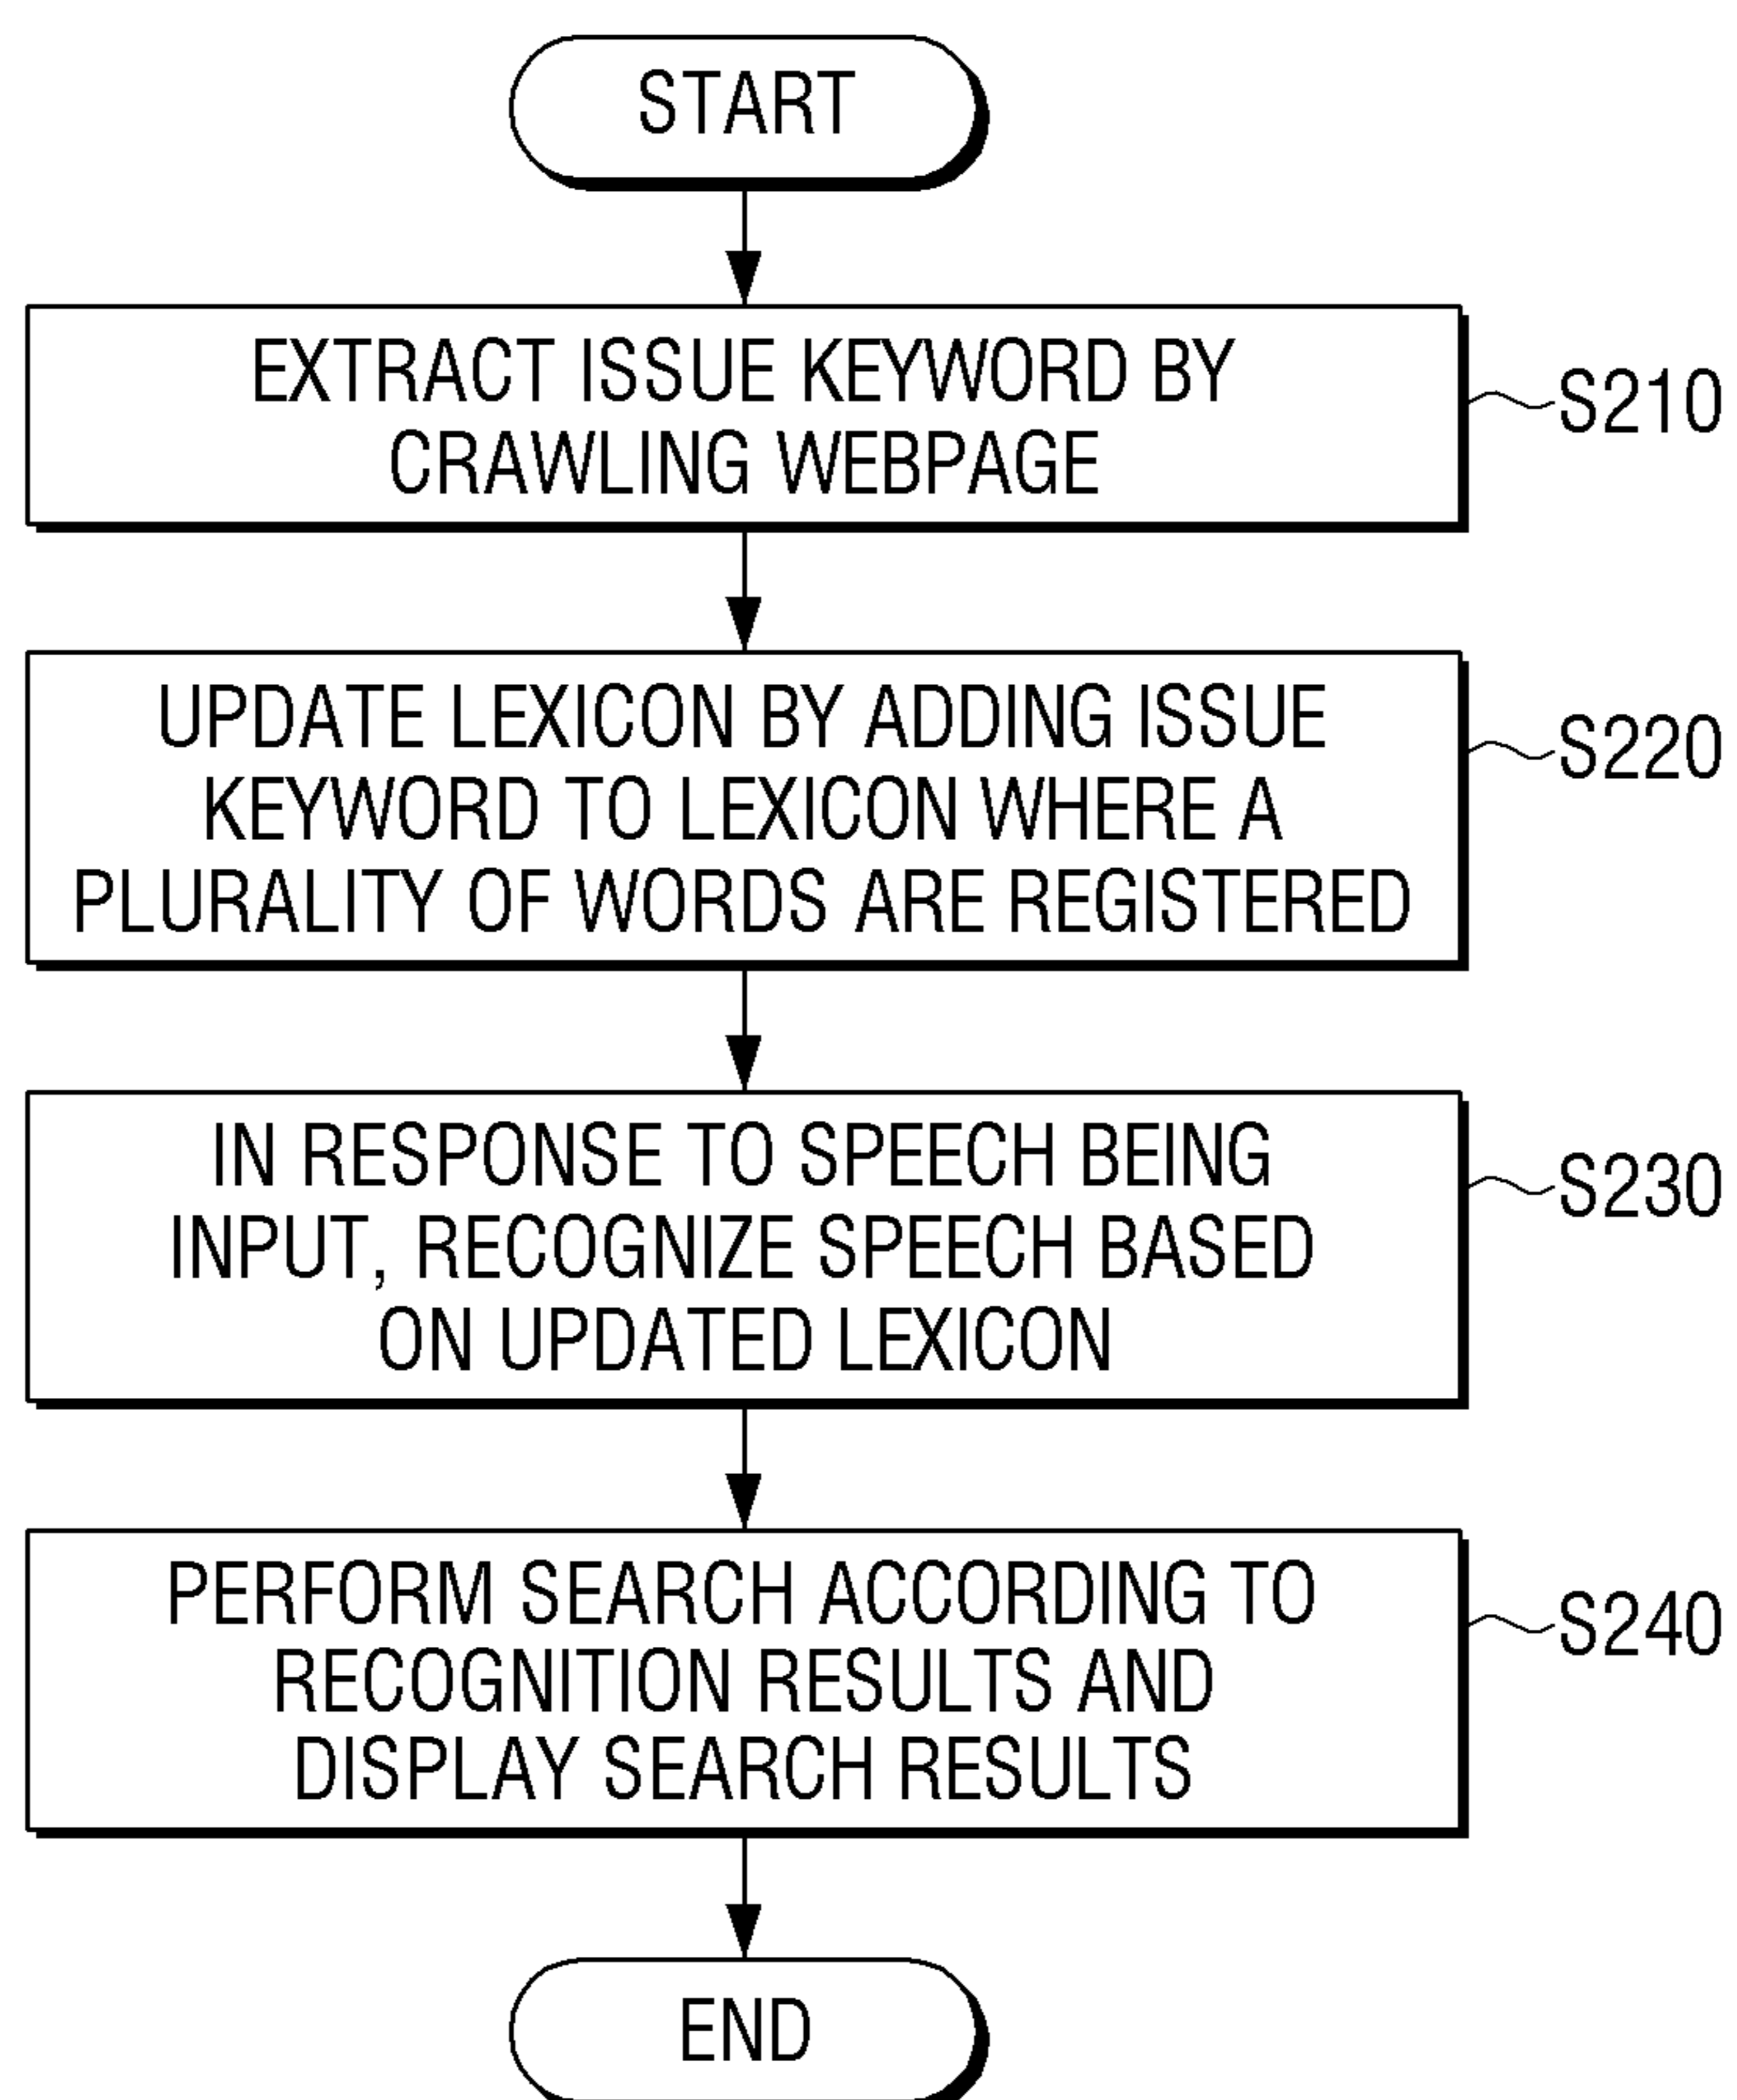 START
EXTRACT ISSUE KEYWORD BY
CRAWLING WEBPAGE
S210
UPDATE LEXICON BY ADDING ISSUE
KEYWORD TO LEXICON WHERE A
PLURALITY OF WORDS ARE REGISTERED
S220
IN RESPONSE TO SPEECH BEING
INPUT, RECOGNIZE SPEECH BASED
ON UPDATED LEXICON
S230
PERFORM SEARCH ACCORDING TO
RECOGNITION RESULTS AND
DISPLAY SEARCH RESULTS
S240
END